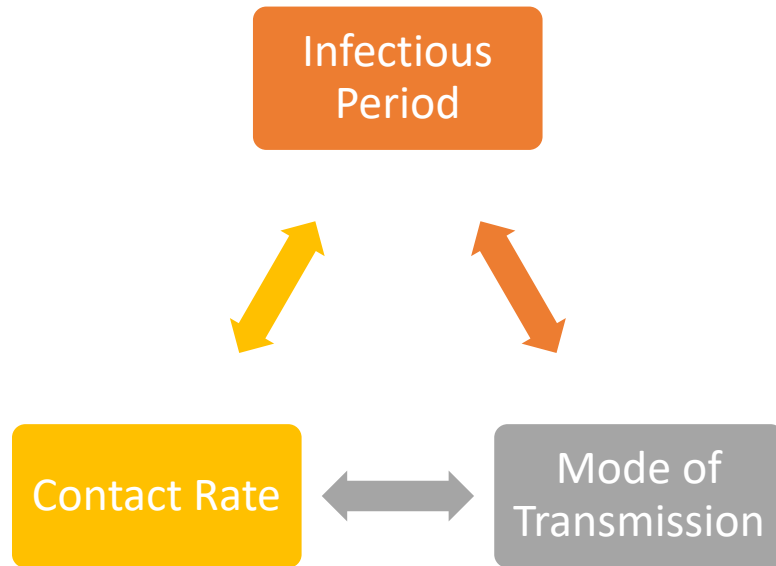 Infectious
Period
Contact Rate
Mode of
Transmission